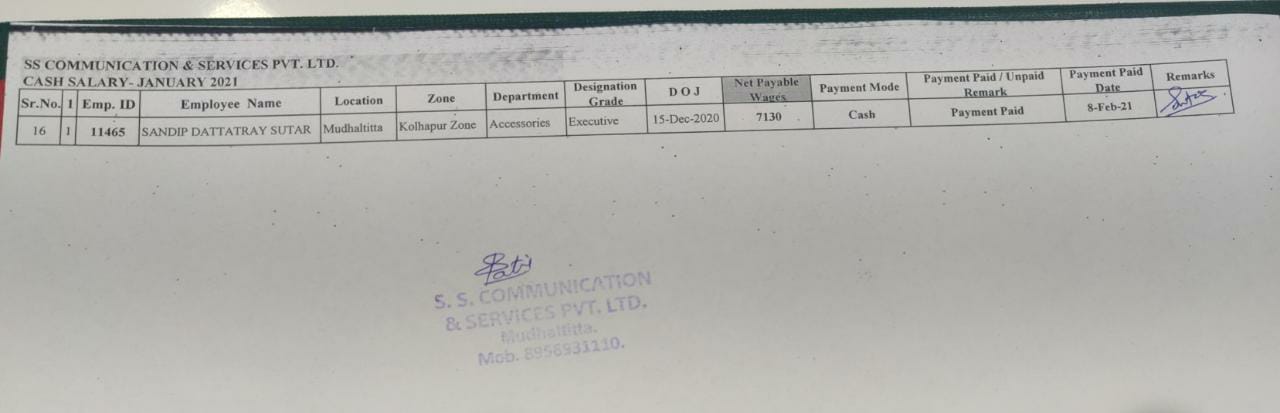 SS COMMUNICATION & SERVICES PVT. LTD.
CASH SALARY- JANUARY 2021
Sr.No. 1 Emp. ID Employee Name Location Zone Department Designation Grade D O J Net Payable Wages Payment Mode Payment Paid / Unpaid Remark Payment Paid Date Remarks
16 1 11465 SANDIP DATTATRAY SUTAR Mudhaltitta Kolhapur Zone Accessories Executive 15-Dec-2020 7130 Cash Payment Paid 8-Feb-21
S. S. COMMUNICATION
& SERVICES PVT. LTD.
Mudhaltitta.
Mob. 8956931110.